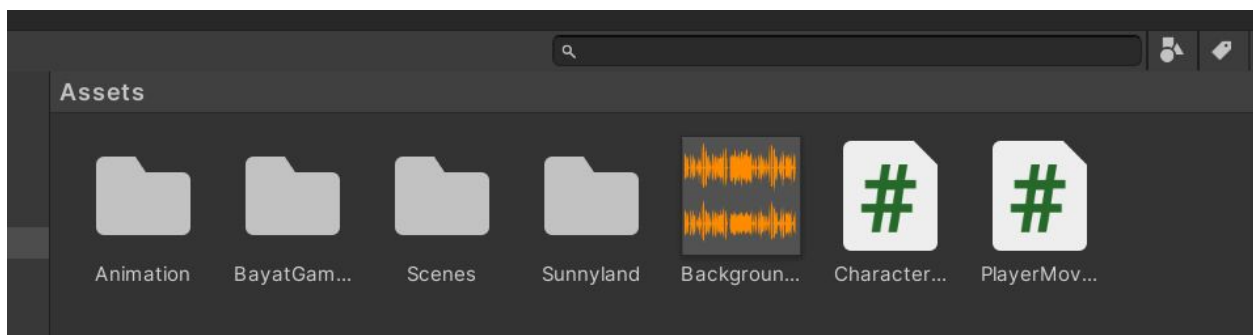 Assets
Animation
BayatGam...
Scenes
Sunnyland
Backgroun...
Character...
PlayerMov...